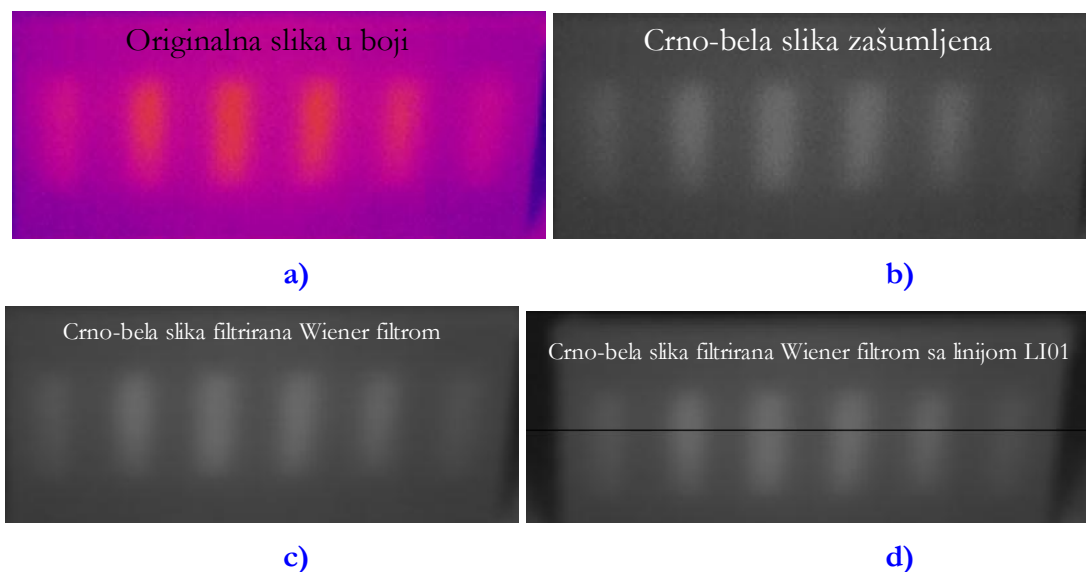 Originalna slika u boji
Crno-bela slika zašumljena
a)
b)
Crno-bela slika filtrirana Wiener filtrom
Crno-bela slika filtrirana Wiener filtrom sa linijom LI01
c)
d)